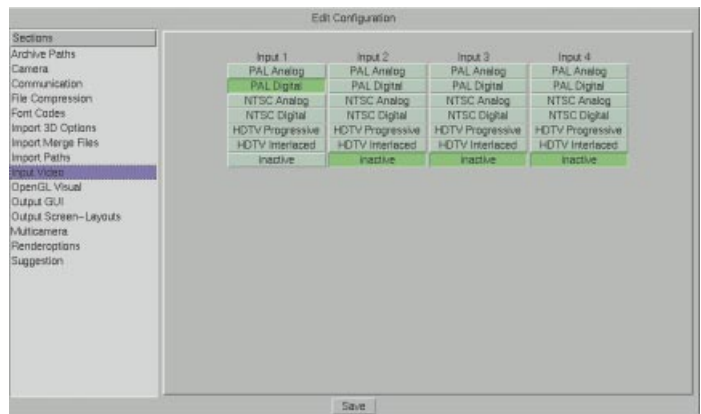 Edit Configuration
Sections
Archive Paths
Camera
Communication
File Compression
Font Codes
Import 3D Options
Import Merge Files
Import Paths
Input Video
OpenGL Visual
Output GUI
Output Screen-Layouts
Multicamera
Renderoptions
Suggestion
Input 1 Input 2 Input 3 Input 4
PAL Analog PAL Analog PAL Analog PAL Analog
PAL Digital PAL Digital PAL Digital PAL Digital
NTSC Analog NTSC Analog NTSC Analog NTSC Analog
NTSC Digital NTSC Digital NTSC Digital NTSC Digital
HDTV Progressive HDTV Progressive HDTV Progressive HDTV Progressive
HDTV Interlaced HDTV Interlaced HDTV Interlaced HDTV Interlaced
inactive inactive inactive inactive
Save